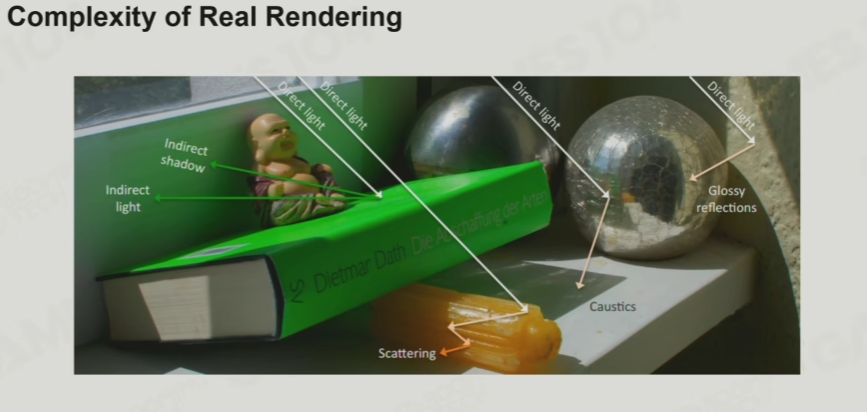 Complexity of Real Rendering
Direct light
Direct light
Direct light
Direct light
Indirect
shadow
Indirect
light
Glossy
reflections
Dietmar Dath Die Abschaffung der Arten
Caustics
Scattering